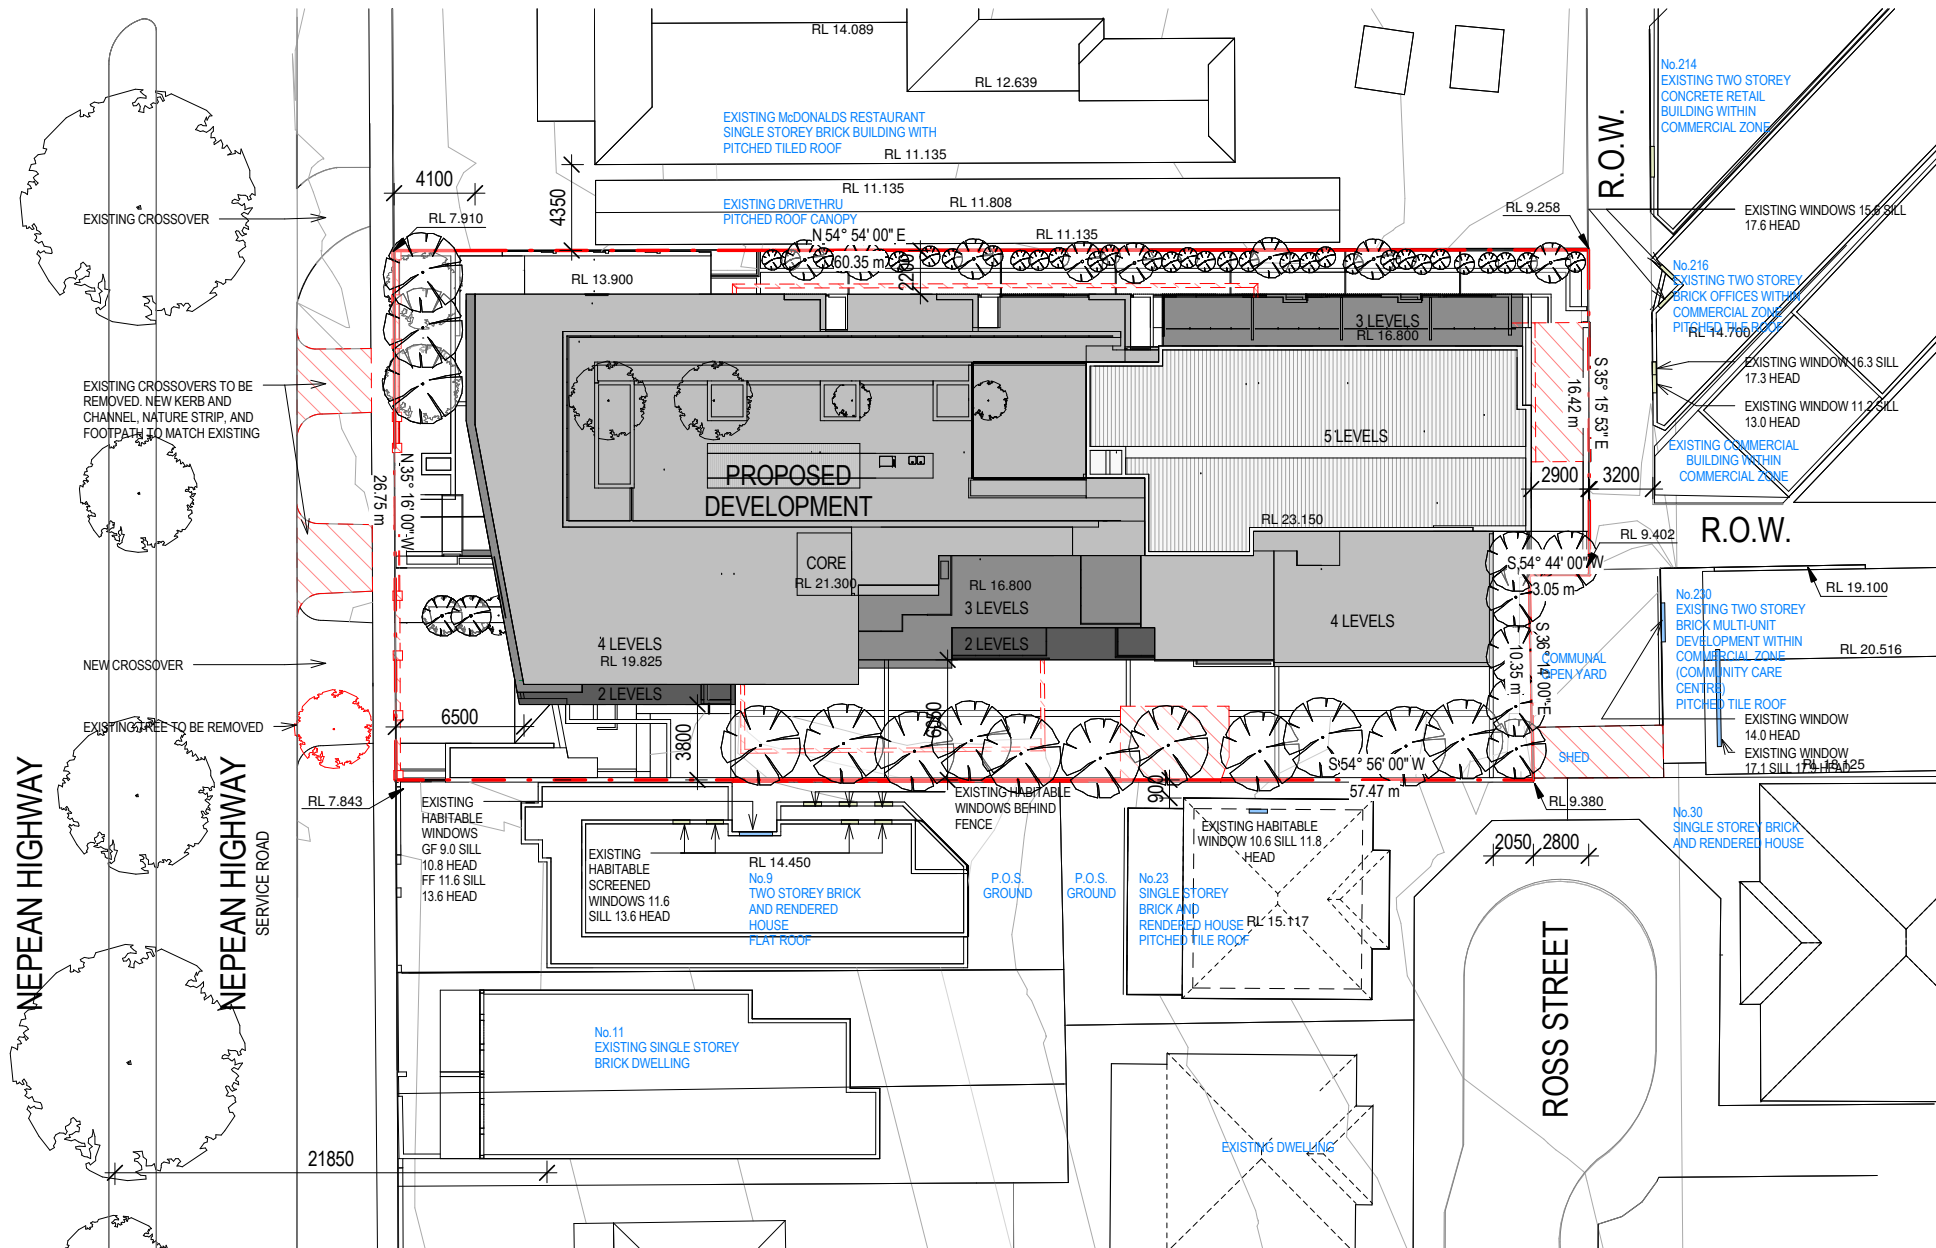 RL 14.089
RL 12.639
EXISTING McDONALDS RESTAURANT
SINGLE STOREY BRICK BUILDING WITH
PITCHED TILED ROOF
RL 11.135
RL 11.135
RL 11.808
EXISTING DRIVETHRU
PITCHED ROOF CANOPY
RL 11.135
N 54° 54' 00" E
60.35 m
2200
4100
4350
RL 7.910
RL 9.258
R.O.W.
No.214
EXISTING TWO STOREY
CONCRETE RETAIL
BUILDING WITHIN
COMMERCIAL ZONE
EXISTING WINDOWS 15.6 SILL
17.6 HEAD
No.216
EXISTING TWO STOREY
BRICK OFFICES WITHIN
COMMERCIAL ZONE
PITCHED TILE ROOF
RL 14.700
EXISTING WINDOW 16.3 SILL
17.3 HEAD
EXISTING WINDOW 11.2 SILL
13.0 HEAD
EXISTING COMMERCIAL
BUILDING WITHIN
COMMERCIAL ZONE
EXISTING CROSSOVER
EXISTING CROSSOVERS TO BE
REMOVED. NEW KERB AND
CHANNEL, NATURE STRIP, AND
FOOTPATH TO MATCH EXISTING
NEW CROSSOVER
EXISTING TREE TO BE REMOVED
N 35° 16' 00" W
26.75 m
RL 13.900
3 LEVELS
RL 16.800
5 LEVELS
PROPOSED
DEVELOPMENT
RL 23.150
CORE
RL 21.300
RL 16.800
3 LEVELS
2 LEVELS
4 LEVELS
4 LEVELS
RL 19.825
2 LEVELS
S 35° 15' 53" E
16.42 m
2900
3200
R.O.W.
RL 9.402
S 54° 44' 00" W
3.05 m
S 36° 14' 00" E
10.35 m
COMMUNAL
OPEN YARD
SHED
No.230
EXISTING TWO STOREY
BRICK MULTI-UNIT
DEVELOPMENT WITHIN
COMMERCIAL ZONE
(COMMUNITY CARE
CENTRE)
PITCHED TILE ROOF
RL 19.100
RL 20.516
EXISTING WINDOW
14.0 HEAD
EXISTING WINDOW
17.1 SILL 17.9 HEAD
6500
3800
6050
900
S 54° 56' 00" W
57.47 m
RL 7.843
RL 9.380
EXISTING
HABITABLE
WINDOWS
GF 9.0 SILL
10.8 HEAD
FF 11.6 SILL
13.6 HEAD
EXISTING
HABITABLE
SCREENED
WINDOWS 11.6
SILL 13.6 HEAD
RL 14.450
No.9
TWO STOREY BRICK
AND RENDERED
HOUSE
FLAT ROOF
EXISTING HABITABLE
WINDOWS BEHIND
FENCE
P.O.S.
GROUND
P.O.S.
GROUND
EXISTING HABITABLE
WINDOW 10.6 SILL 11.8
HEAD
No.23
SINGLE STOREY
BRICK AND
RENDERED HOUSE
PITCHED TILE ROOF
RL 15.117
2050
2800
No.30
SINGLE STOREY BRICK
AND RENDERED HOUSE
NEPEAN HIGHWAY
NEPEAN HIGHWAY
SERVICE ROAD
ROSS STREET
No.11
EXISTING SINGLE STOREY
BRICK DWELLING
EXISTING DWELLING
21850